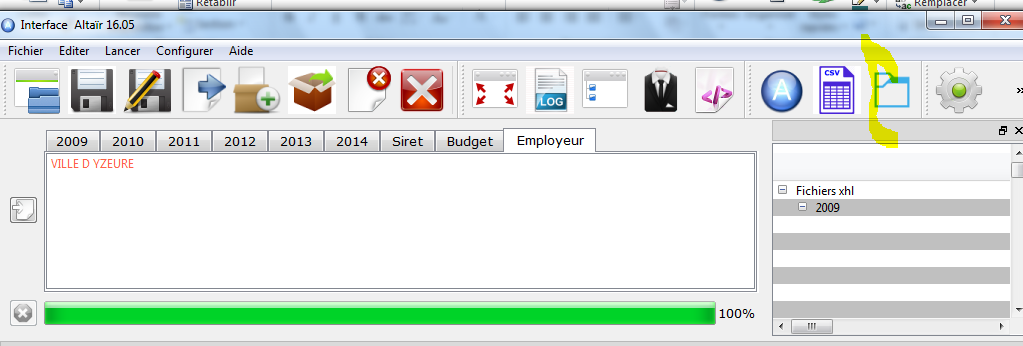 Rétablir
Remplacer
Interface Altaïr 16.05
Fichier Editer Lancer Configurer Aide
LOG
A
CSV
2009 2010 2011 2012 2013 2014 Siret Budget Employeur
VILLE D YZEURE
Fichiers xhl
2009
100%